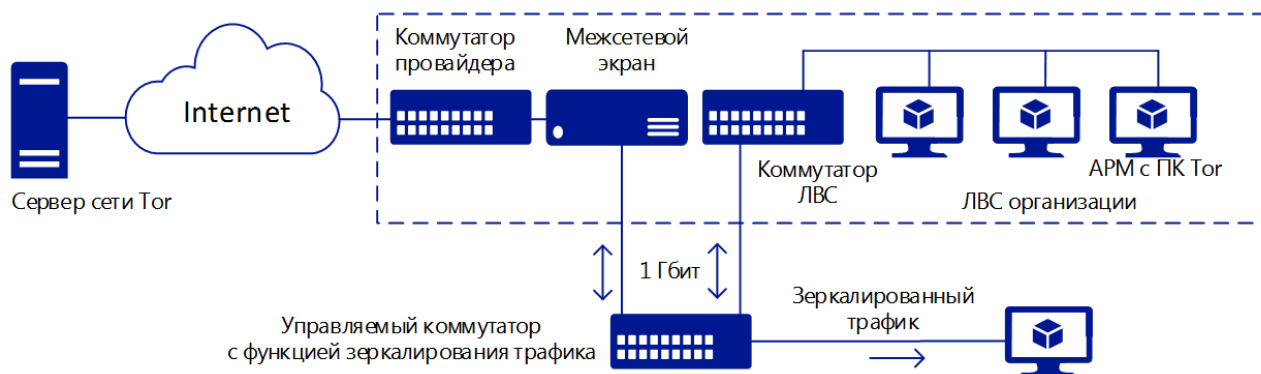 Коммутатор
провайдера
Межсетевой
экран
Internet
Сервер сети Tor
Коммутатор
ЛВС
АРМ с ПК Tor
ЛВС организации
1 Гбит
Управляемый коммутатор
с функцией зеркалирования трафика
Зеркалированный
трафик